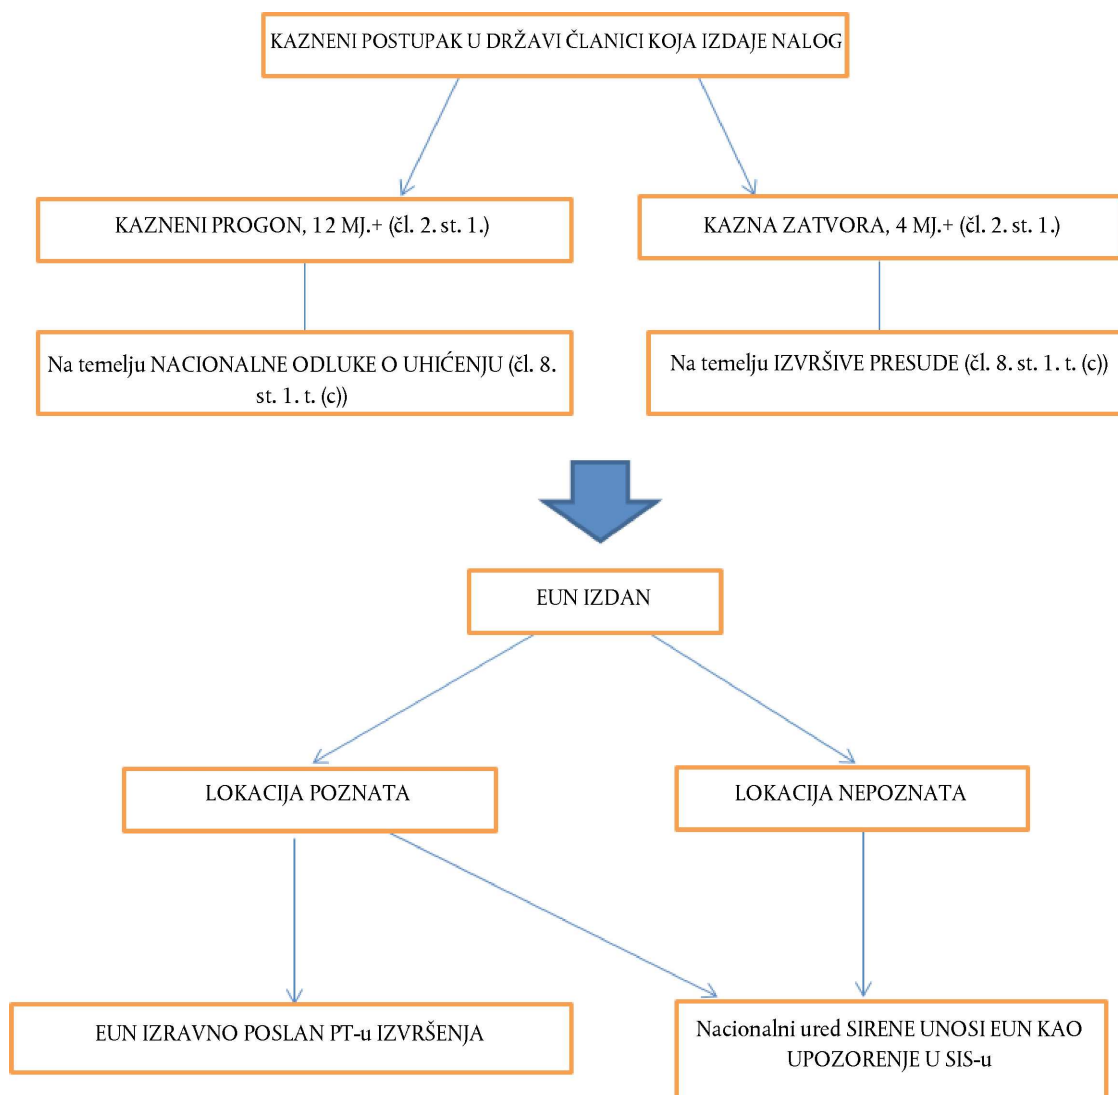 KAZNENI POSTUPAK U DRŽAVI ČLANICI KOJA IZDAJE NALOG
KAZNENI PROGON, 12 MJ.+ (čl. 2. st. 1.)
KAZNA ZATVORA, 4 MJ.+ (čl. 2. st. 1.)
Na temelju NACIONALNE ODLUKE O UHIĆENJU (čl. 8.
st. 1. t. (c))
Na temelju IZVRŠIVE PRESUDE (čl. 8. st. 1. t. (c))
EUN IZDAN
LOKACIJA POZNATA
LOKACIJA NEPOZNATA
EUN IZRAVNO POSLAN PT-u IZVRŠENJA
Nacionalni ured SIRENE UNOSI EUN KAO
UPOZORENJE U SIS-u